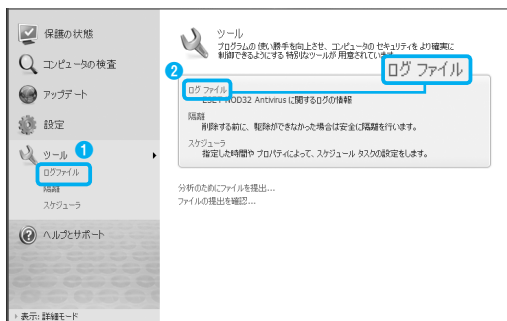 保護の状態
コンピュータの検査
アップデート
設定
ツール 1
ログファイル
隔離
スケジューラ
ヘルプとサポート
表示: 詳細モード
ツール
プログラムの 使い勝手を向上させ、コンピュータの セキュリティを より確実に
制御できるようにする 特別なツールが 用意されています。
2
ログ ファイル
ログ ファイル
ESET NOD32 Antivirus に関するログの情報
隔離
削除する前に、駆除ができなかった場合は安全に隔離を行います。
スケジューラ
指定した時間や プロパティによって、スケジュール タスクの設定をします。
分析のためにファイルを提出...
ファイルの提出を確認...